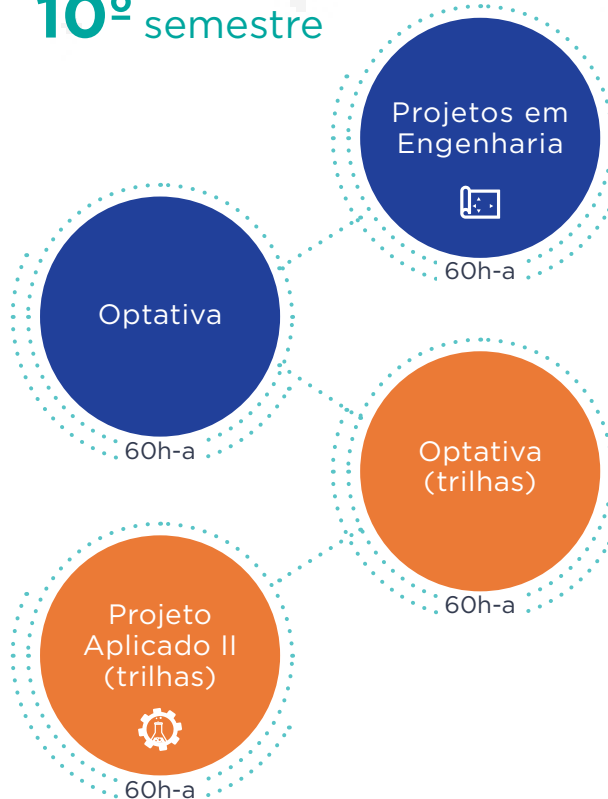 10º semestre
Projetos em
Engenharia
60h-a
Optativa
60h-a
Optativa
(trilhas)
60h-a
Projeto
Aplicado II
(trilhas)
60h-a